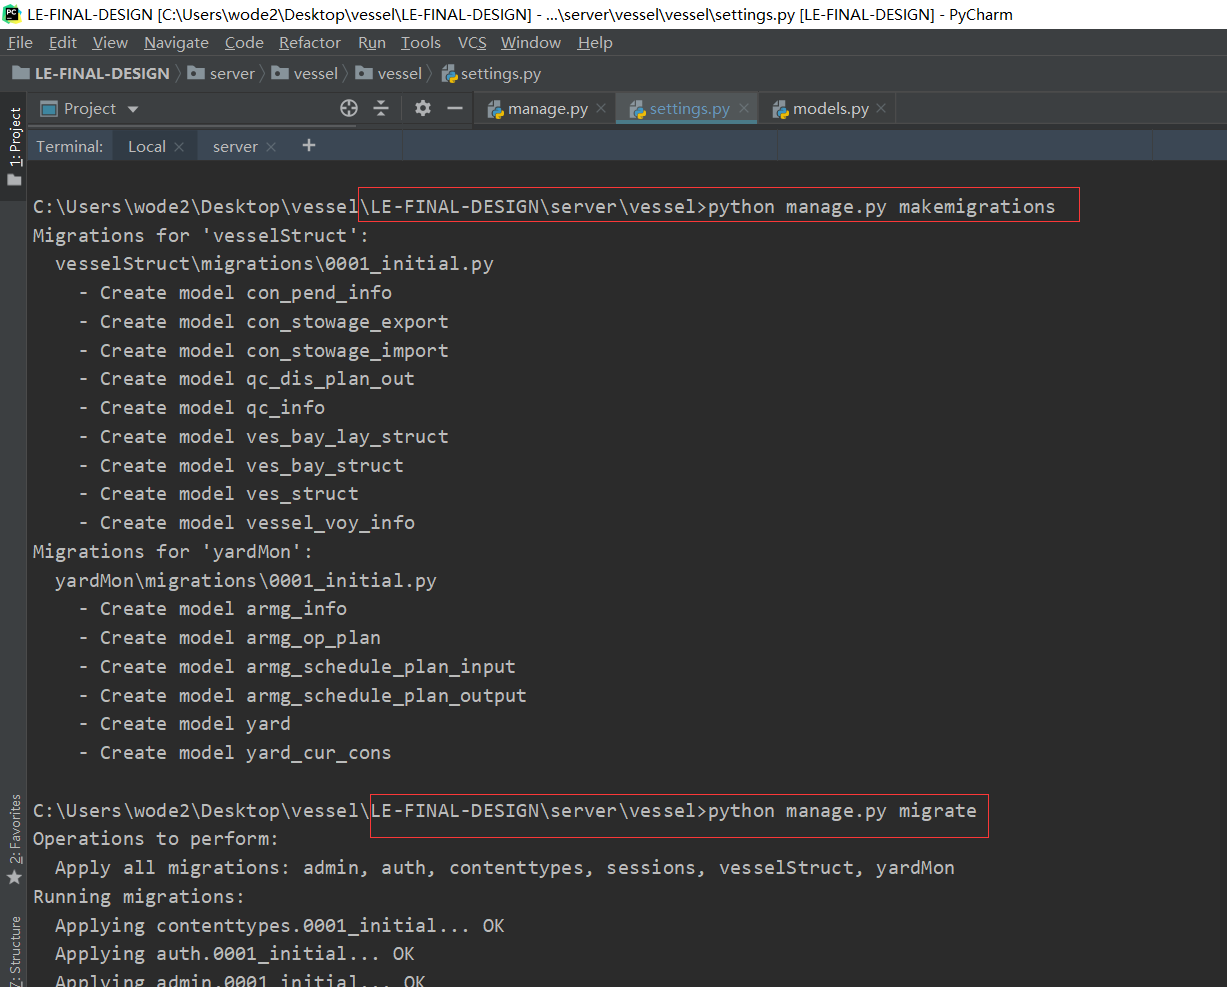 LE-FINAL-DESIGN [C:\Users\wode2\Desktop\vessel\LE-FINAL-DESIGN] - ...\server\vessel\vessel\settings.py [LE-FINAL-DESIGN] - PyCharm
File Edit View Navigate Code Refactor Run Tools VCS Window Help
LE-FINAL-DESIGN server vessel vessel settings.py
Project manage.py settings.py models.py
1: Project
Terminal: Local server +
C:\Users\wode2\Desktop\vessel\LE-FINAL-DESIGN\server\vessel>python manage.py makemigrations
Migrations for 'vesselStruct':
vesselStruct\migrations\0001_initial.py
- Create model con_pend_info
- Create model con_stowage_export
- Create model con_stowage_import
- Create model qc_dis_plan_out
- Create model qc_info
- Create model ves_bay_lay_struct
- Create model ves_bay_struct
- Create model ves_struct
- Create model vessel_voy_info
Migrations for 'yardMon':
yardMon\migrations\0001_initial.py
- Create model armg_info
- Create model armg_op_plan
- Create model armg_schedule_plan_input
- Create model armg_schedule_plan_output
- Create model yard
- Create model yard_cur_cons
C:\Users\wode2\Desktop\vessel\LE-FINAL-DESIGN\server\vessel>python manage.py migrate
Operations to perform:
Apply all migrations: admin, auth, contenttypes, sessions, vesselStruct, yardMon
Running migrations:
Applying contenttypes.0001_initial... OK
Applying auth.0001_initial... OK
Applying admin.0001_initial... OK
2: Favorites
7: Structure